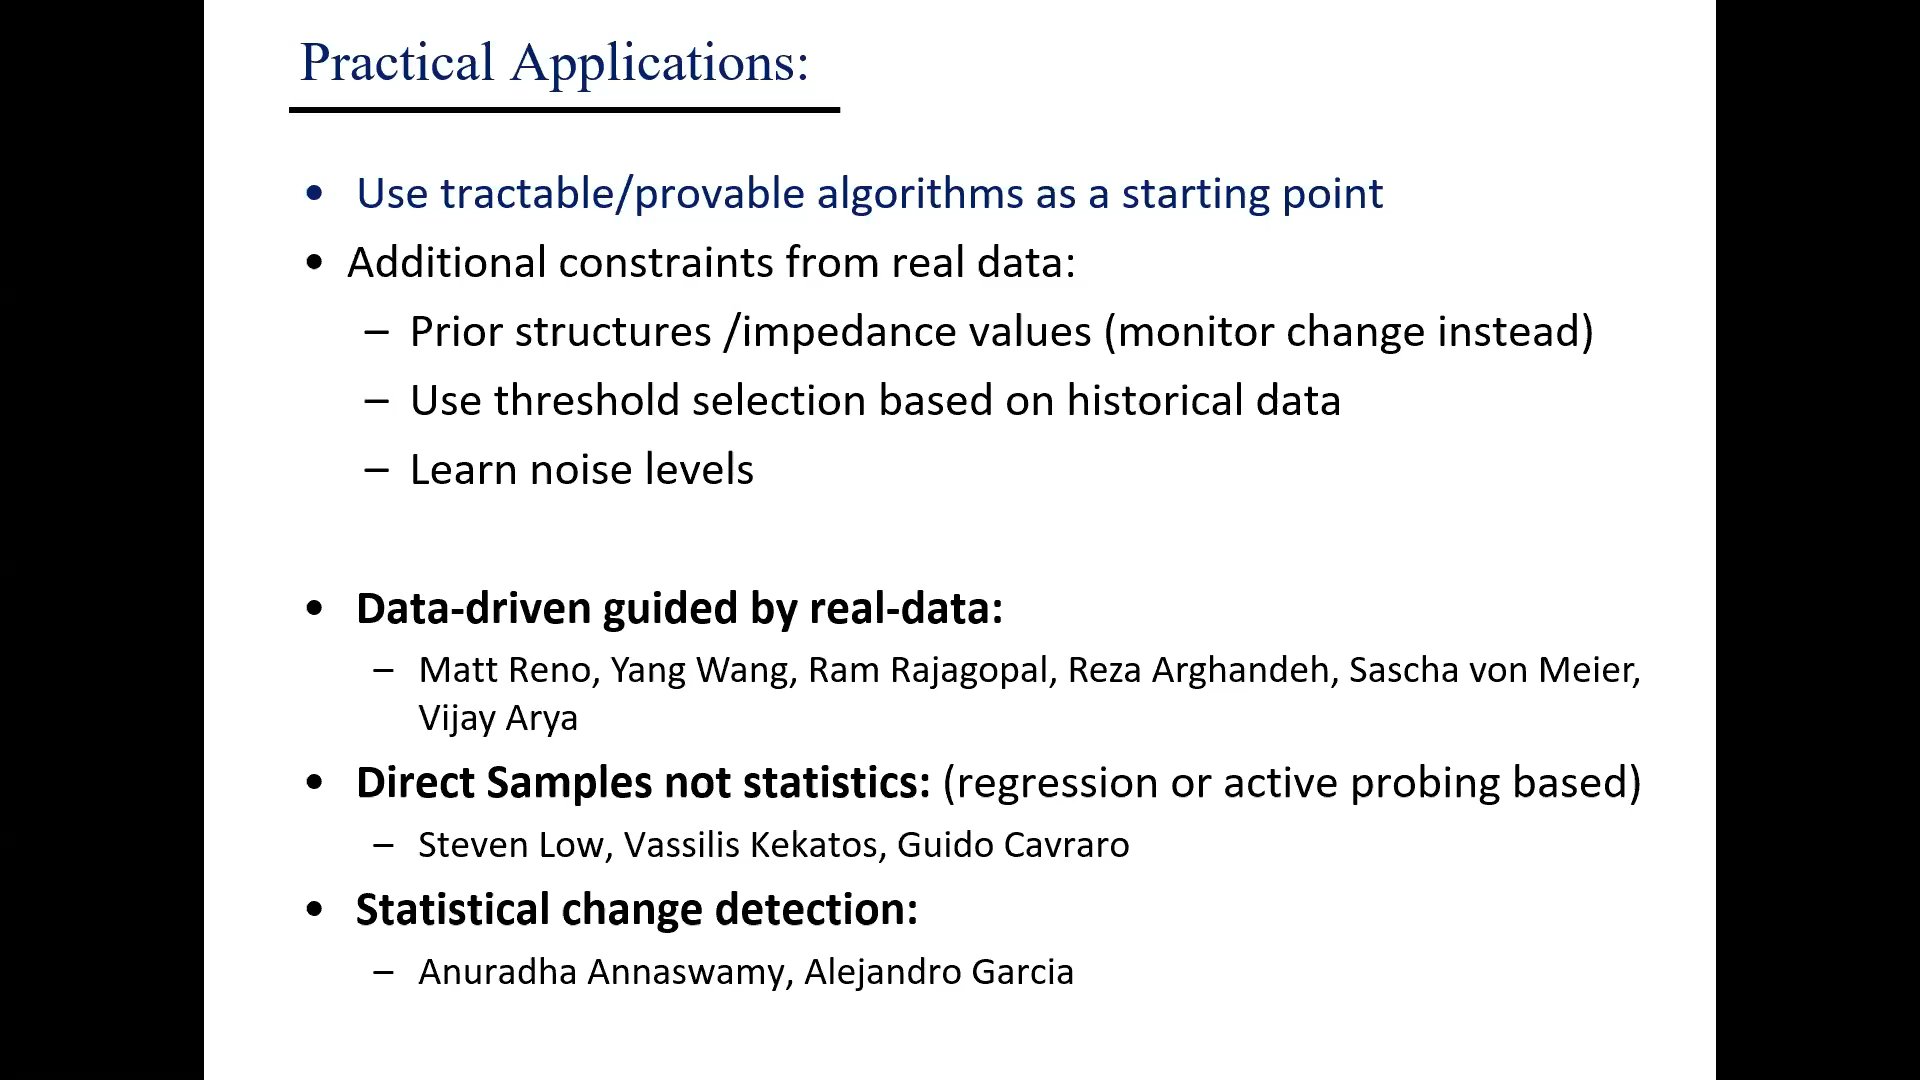 Practical Applications:
• Use tractable/provable algorithms as a starting point
• Additional constraints from real data:
– Prior structures /impedance values (monitor change instead)
– Use threshold selection based on historical data
– Learn noise levels
• Data-driven guided by real-data:
– Matt Reno, Yang Wang, Ram Rajagopal, Reza Arghandeh, Sascha von Meier,
Vijay Arya
• Direct Samples not statistics: (regression or active probing based)
– Steven Low, Vassilis Kekatos, Guido Cavraro
• Statistical change detection:
– Anuradha Annaswamy, Alejandro Garcia